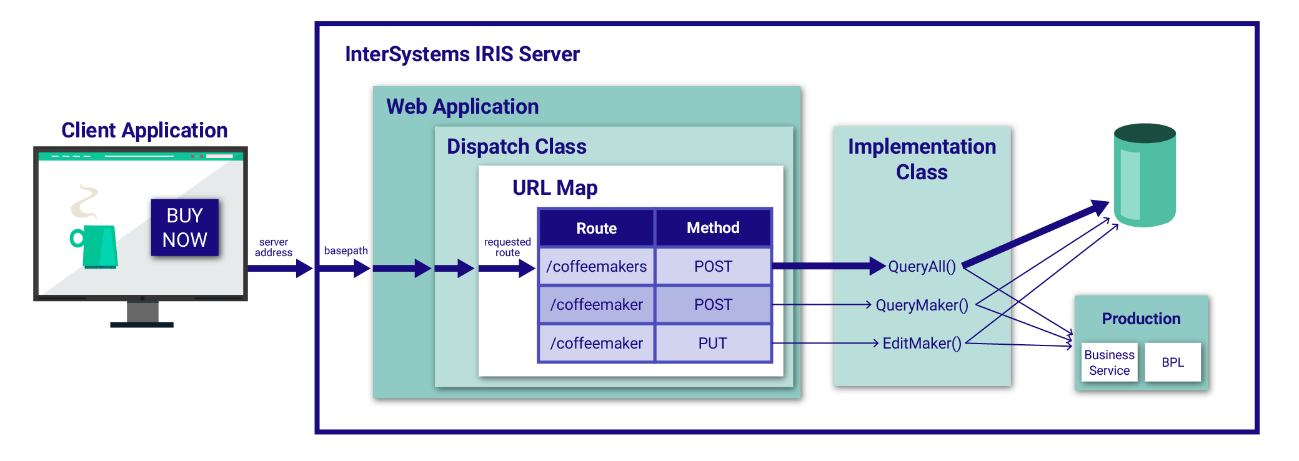 InterSystems IRIS Server
Client Application
BUY
NOW
server
address
basepath
Web Application
Dispatch Class
URL Map
requested
route
Route Method
/coffeemakers POST
/coffeemaker POST
/coffeemaker PUT
Implementation
Class
QueryAll()
QueryMaker()
EditMaker()
Production
Business
Service
BPL